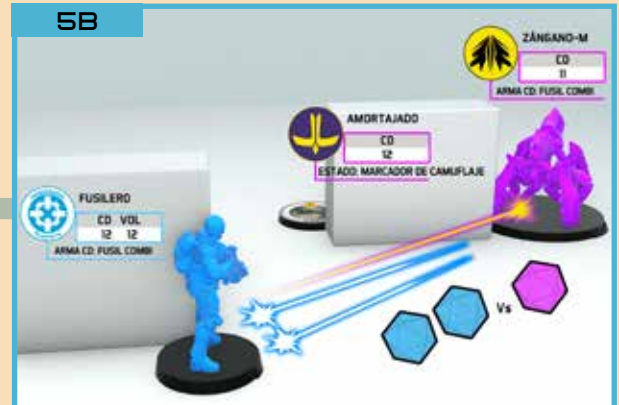 5B
ZÁNGANO-M
CD
11
ARMA CD: FUSIL COMBI
AMORTAJADO
CD
12
ESTADO: MARCADOR DE CAMUFLAJE
FUSILERO
CD VOL
12 12
ARMA CD: FUSIL COMBI
Vs